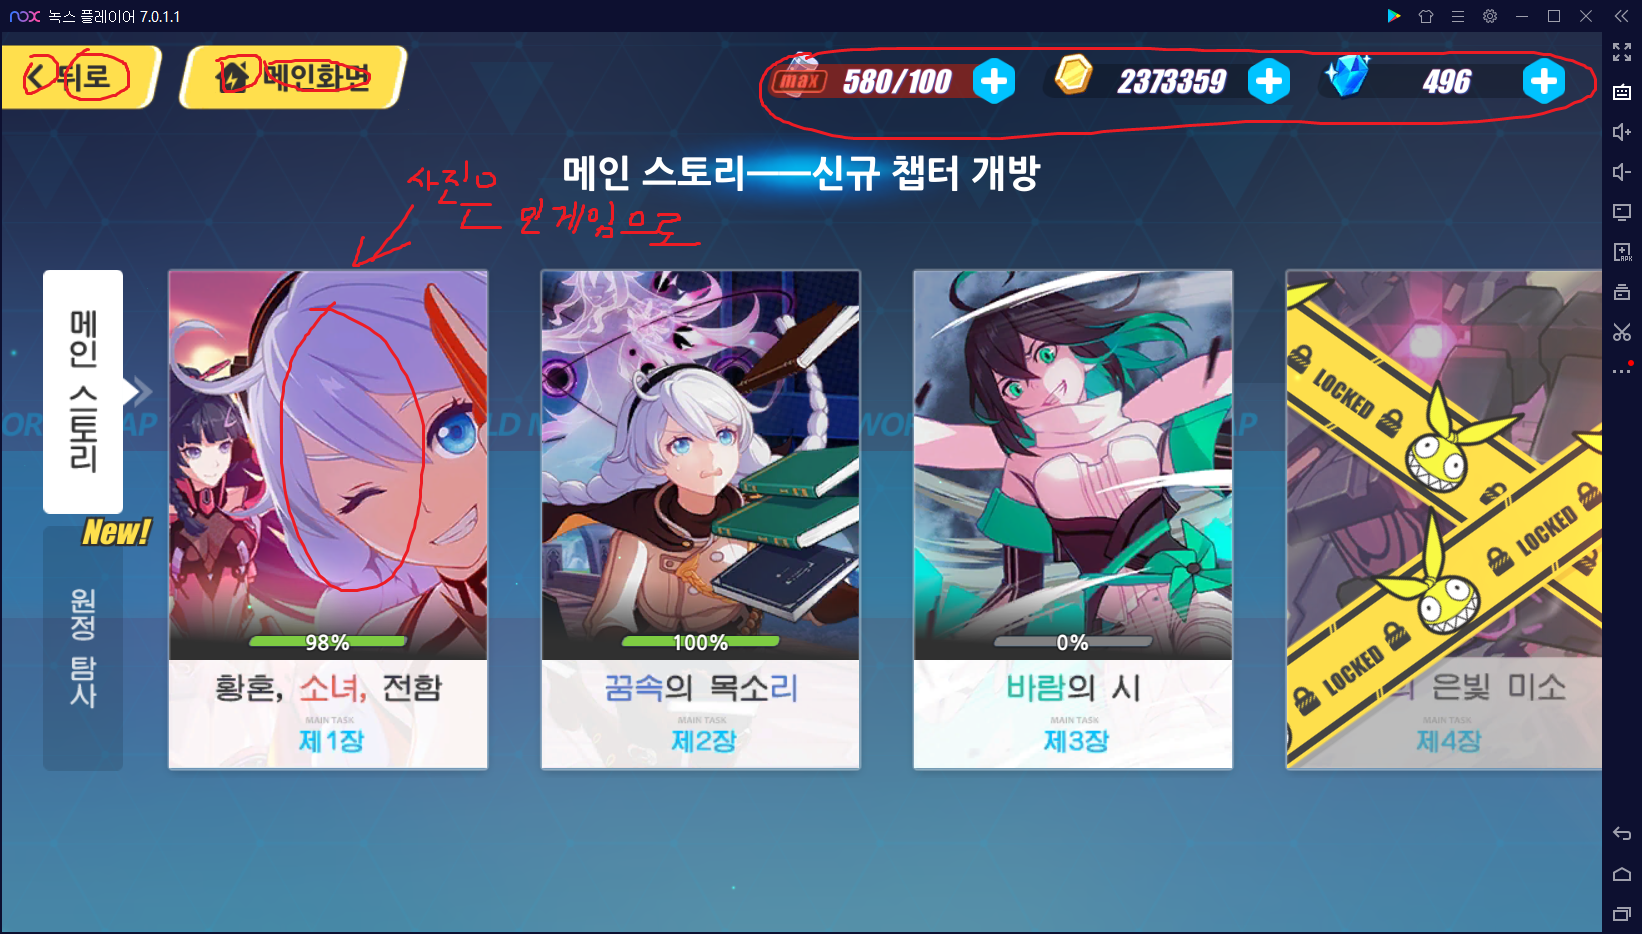 nox 녹스 플레이어 7.0.1.1
뒤로 메인화면
max 580/100 2373359 496
메인 스토리——신규 챕터 개방
사진은
면게임으로
메인 스토리
New!
원정 탐사
WORLD MAP
98%
황혼, 소녀, 전함
MAIN TASK
제1장
100%
꿈속의 목소리
MAIN TASK
제2장
0%
바람의 시
MAIN TASK
제3장
LOCKED
LOCKED
LOCKED
의 은빛 미소
MAIN TASK
제4장
APK